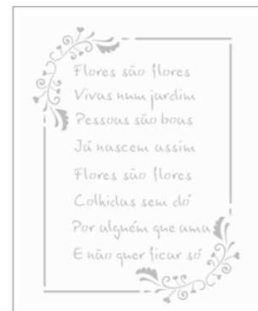 Flores são flores
Vivas num jardim
Pessoas são boas
Já nascem assim
Flores são flores
Colhidas sem dó
Por alguém que ama
E não quer ficar só